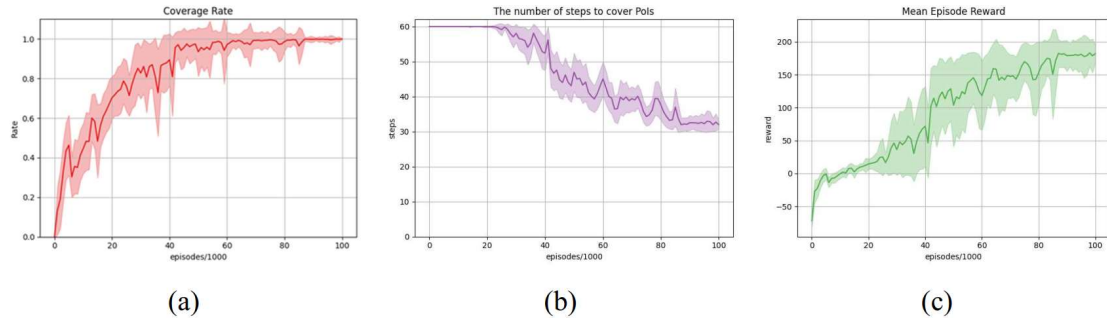 Coverage Rate
1.0
0.8
0.6
0.4
0.2
0.0
Rate
0 20 40 60 80 100
episodes/1000
(a)
The number of steps to cover PoIs
60
50
40
30
20
10
0
steps
0 20 40 60 80 100
episodes/1000
(b)
Mean Episode Reward
200
150
100
50
0
−50
reward
0 20 40 60 80 100
episodes/1000
(c)